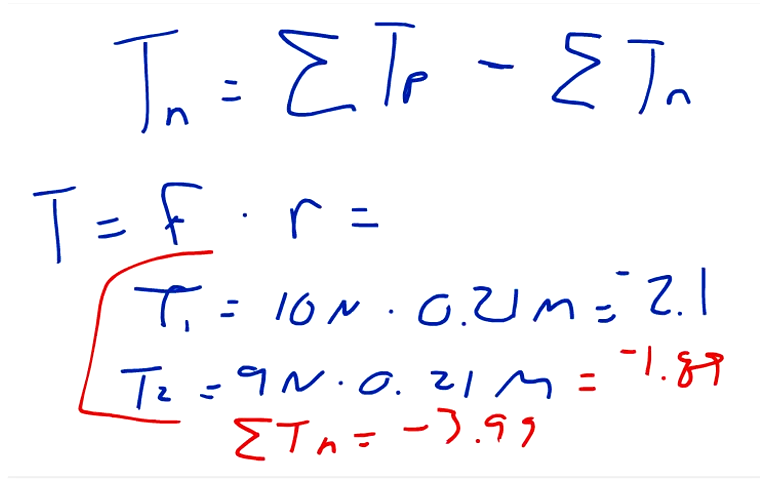 Tn = ΣTp - ΣTn
T = f · r =
T1 = 10N · 0.21m = -2.1
T2 = 9N · 0.21m = -1.89
ΣTn = -3.99